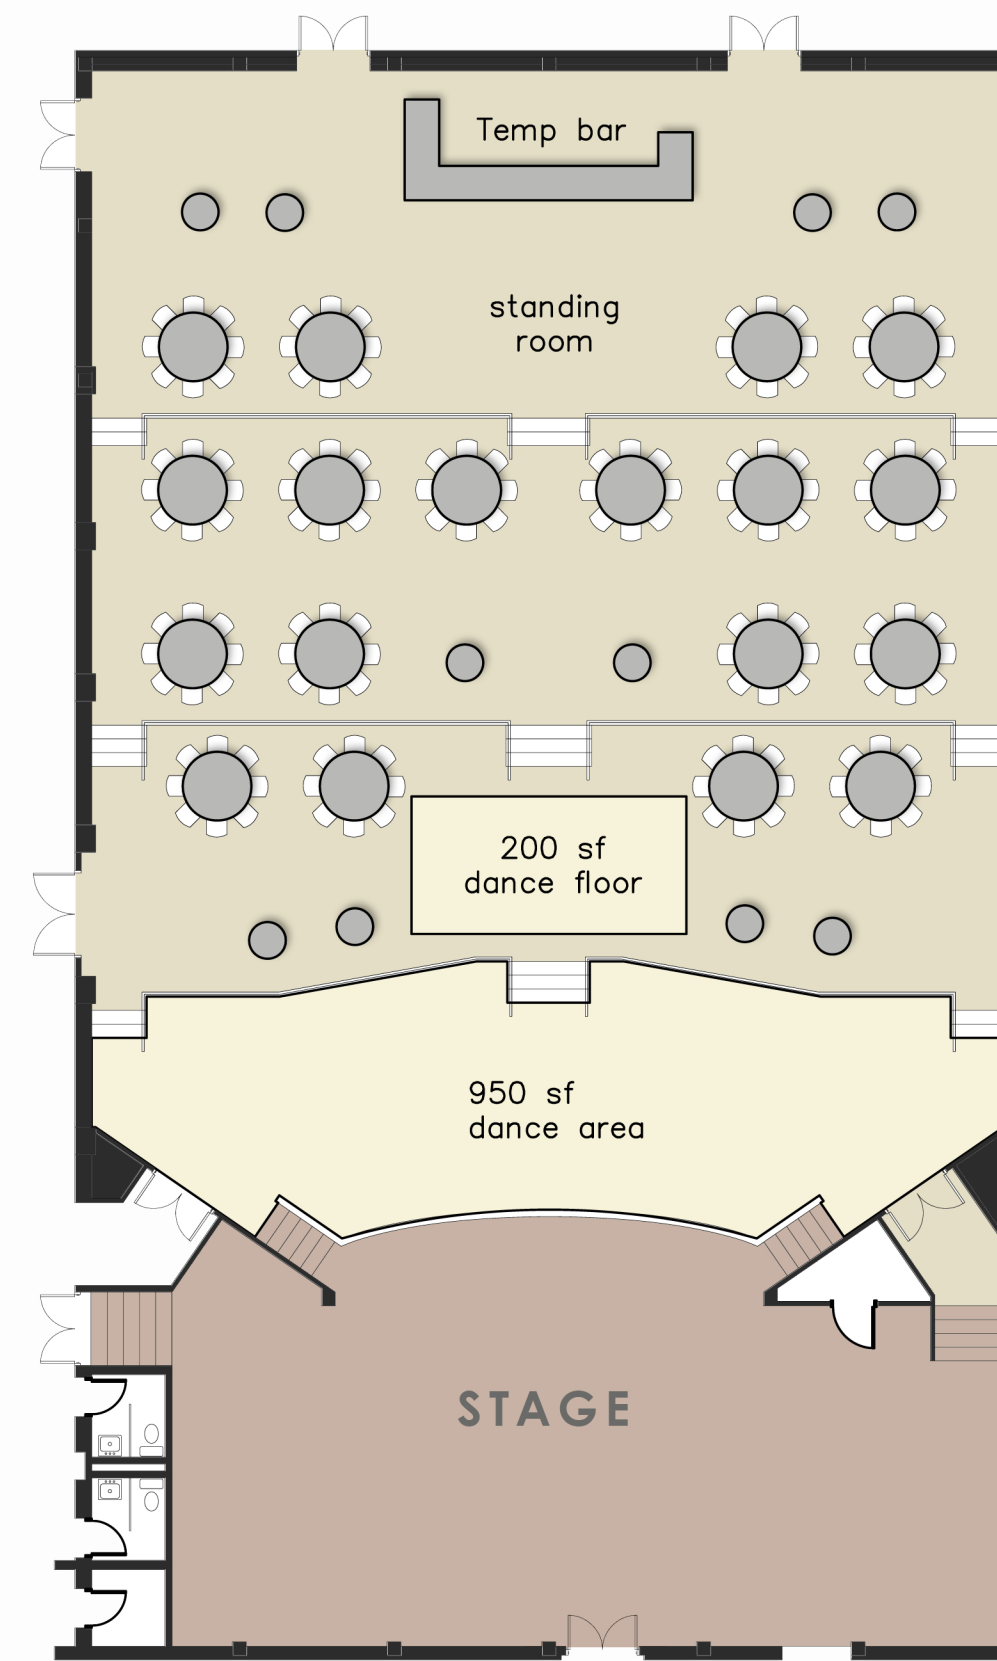 Temp bar
standing
room
200 sf
dance floor
950 sf
dance area
STAGE